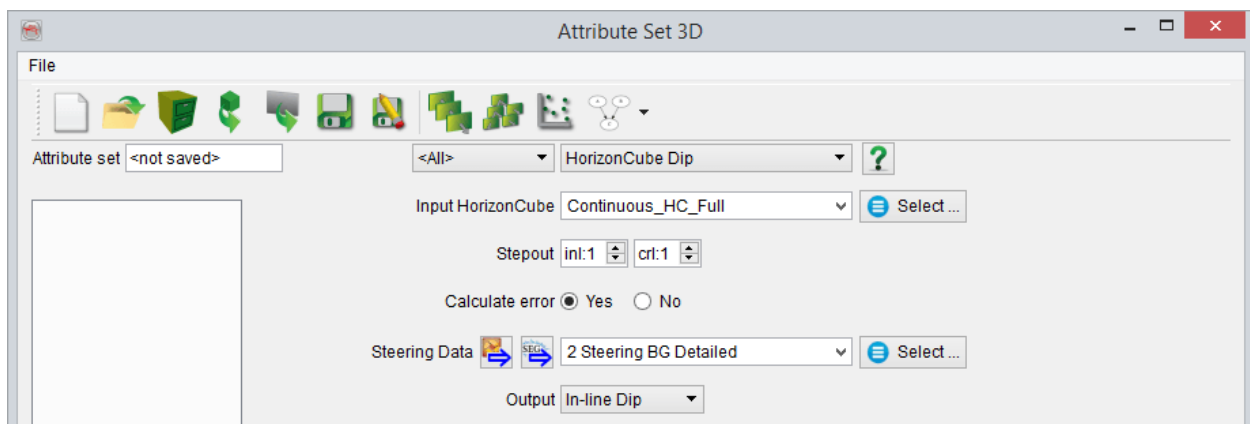 Attribute Set 3D
File
Attribute set <not saved> <All> HorizonCube Dip ?
Input HorizonCube Continuous_HC_Full Select ...
Stepout inl:1 crl:1
Calculate error Yes No
Steering Data SEG 2 Steering BG Detailed Select ...
Output In-line Dip